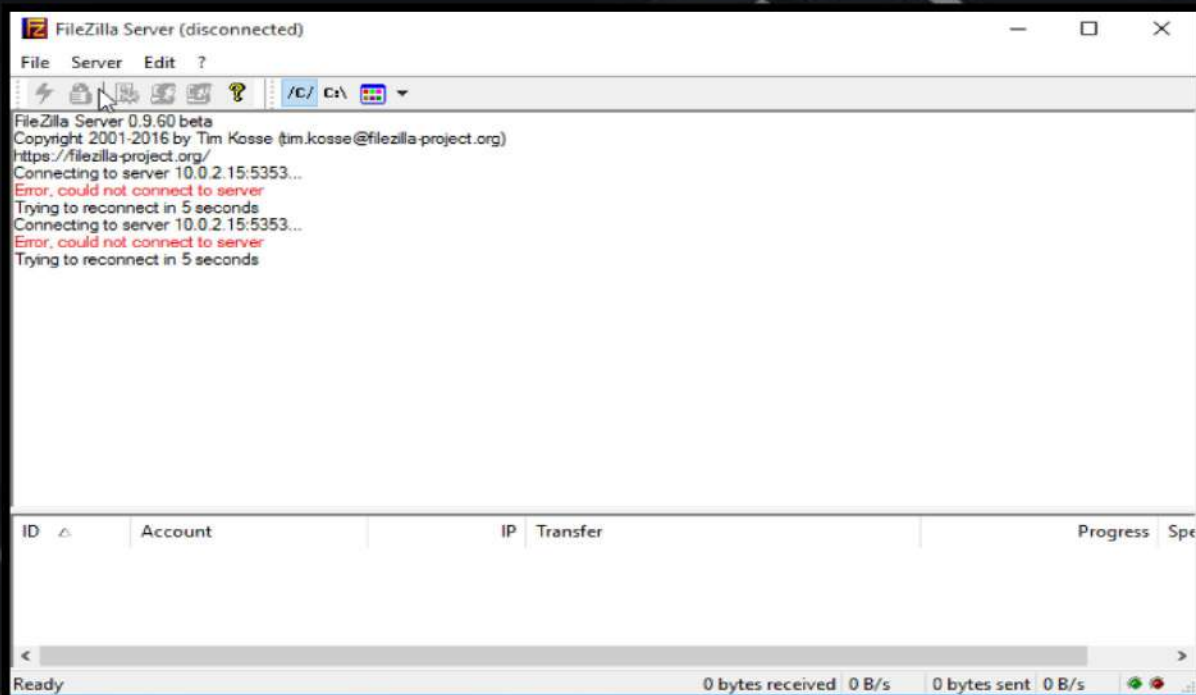 FileZilla Server (disconnected)
File Server Edit ?
/C/ C:\
FileZilla Server 0.9.60 beta
Copyright 2001-2016 by Tim Kosse (tim.kosse@filezilla-project.org)
https://filezilla-project.org/
Connecting to server 10.0.2.15:5353...
Error, could not connect to server
Trying to reconnect in 5 seconds
Connecting to server 10.0.2.15:5353...
Error, could not connect to server
Trying to reconnect in 5 seconds
ID Account IP Transfer Progress Spe
Ready 0 bytes received 0 B/s 0 bytes sent 0 B/s